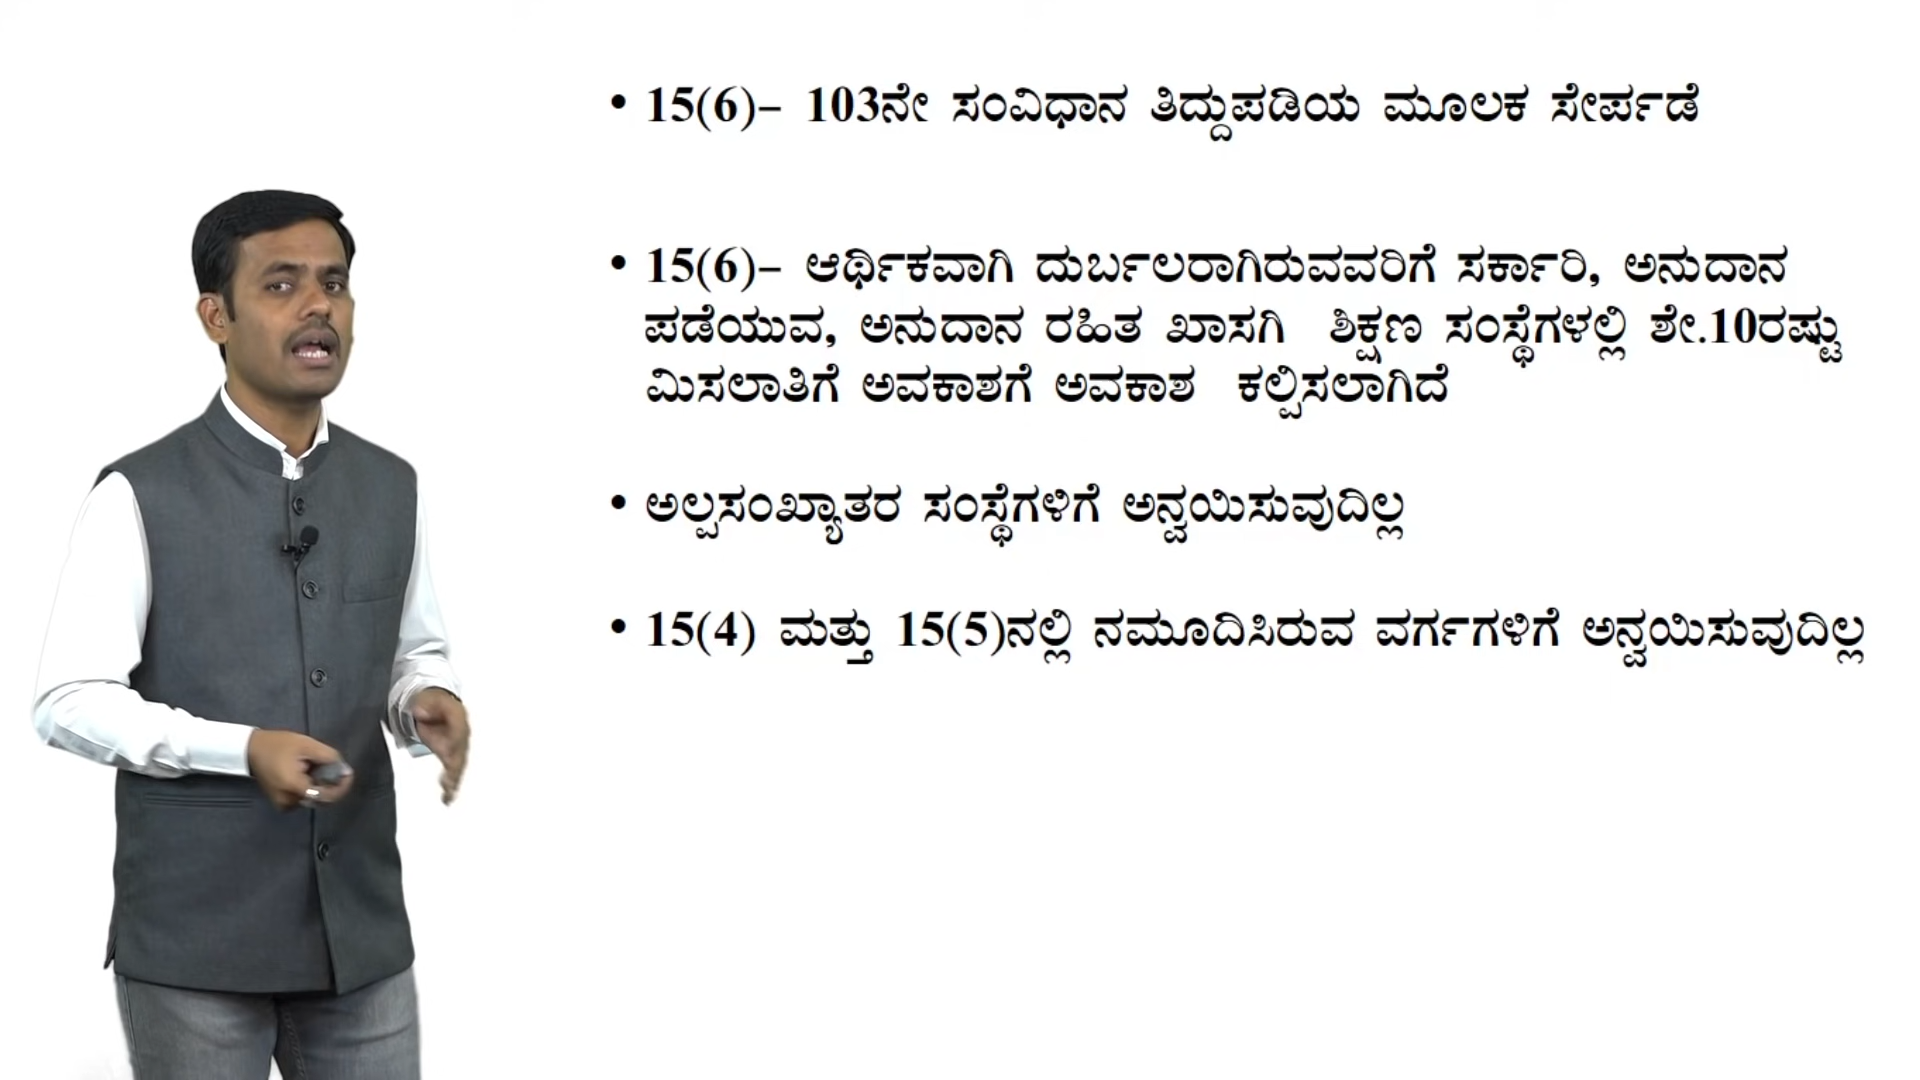 • 15(6)– 103ನೇ ಸಂವಿಧಾನ ತಿದ್ದುಪಡಿಯ ಮೂಲಕ ಸೇರ್ಪಡೆ
• 15(6)– ಆರ್ಥಿಕವಾಗಿ ದುರ್ಬಲರಾಗಿರುವವರಿಗೆ ಸರ್ಕಾರಿ, ಅನುದಾನ
ಪಡೆಯುವ, ಅನುದಾನ ರಹಿತ ಖಾಸಗಿ ಶಿಕ್ಷಣ ಸಂಸ್ಥೆಗಳಲ್ಲಿ ಶೇ.10ರಷ್ಟು
ಮಿಸಲಾತಿಗೆ ಅವಕಾಶಗೆ ಅವಕಾಶ ಕಲ್ಪಿಸಲಾಗಿದೆ
• ಅಲ್ಪಸಂಖ್ಯಾತರ ಸಂಸ್ಥೆಗಳಿಗೆ ಅನ್ವಯಿಸುವುದಿಲ್ಲ
• 15(4) ಮತ್ತು 15(5)ನಲ್ಲಿ ನಮೂದಿಸಿರುವ ವರ್ಗಗಳಿಗೆ ಅನ್ವಯಿಸುವುದಿಲ್ಲ